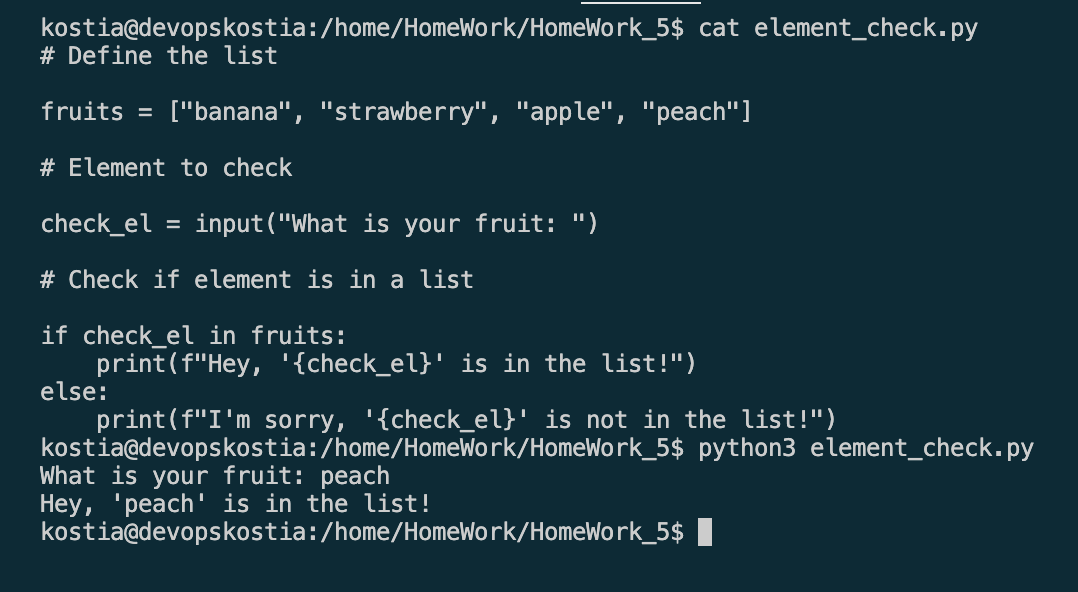 kostia@devopskostia:/home/HomeWork/HomeWork_5$ cat element_check.py
# Define the list
fruits = ["banana", "strawberry", "apple", "peach"]
# Element to check
check_el = input("What is your fruit: ")
# Check if element is in a list
if check_el in fruits:
    print(f"Hey, '{check_el}' is in the list!")
else:
    print(f"I'm sorry, '{check_el}' is not in the list!")
kostia@devopskostia:/home/HomeWork/HomeWork_5$ python3 element_check.py
What is your fruit: peach
Hey, 'peach' is in the list!
kostia@devopskostia:/home/HomeWork/HomeWork_5$